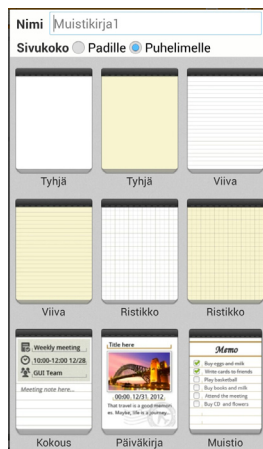 Nimi Muistikirja1
Sivukoko Padille Puhelimelle
Tyhjä Tyhjä Viiva
Viiva Ristikko Ristikko
Weekly meeting
10:00-12:00 12/28
GUI Team
Meeting note here...
Title here
00:00, 12/31, 2012
That travel is a good memori
es. Maybe, life is a journey.
Memo
Buy eggs and milk
Write cards to friends
Play basketball
Buy books and milk
Attend the meeting
Buy CD and flowers
Kokous Päiväkirja Muistio